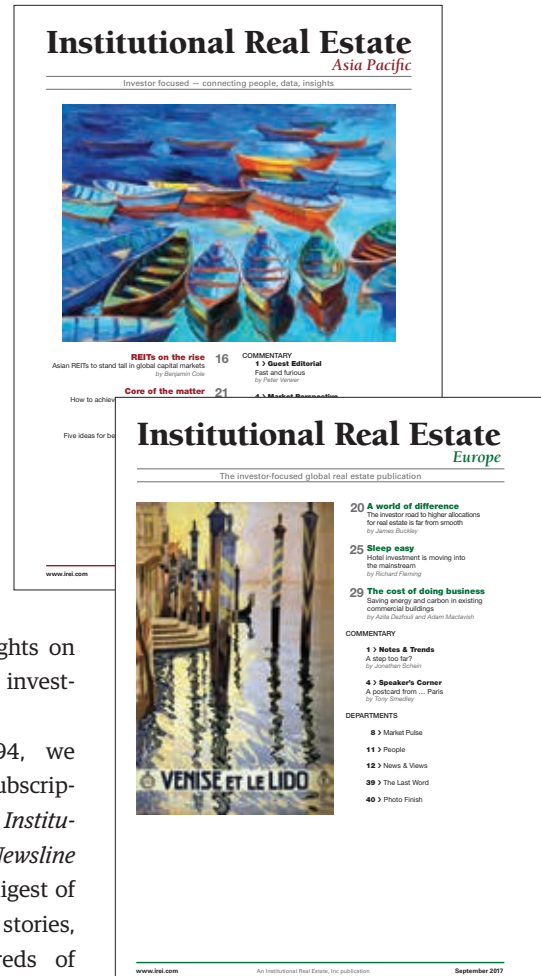 Institutional Real Estate
Asia Pacific
Investor focused — connecting people, data, insights
REITs on the rise 16
Asian REITs to stand tall in global capital markets
by Benjamin Cole
Core of the matter 21
How to achiev
Five ideas for be
COMMENTARY
1 › Guest Editorial
Fast and furious
by Peter Verwer
4 › Market Perspective
www.irei.com
Institutional Real Estate
Europe
The investor-focused global real estate publication
VENISE ET LE LIDO
20 A world of difference
The investor road to higher allocations
for real estate is far from smooth
by James Buckley
25 Sleep easy
Hotel investment is moving into
the mainstream
by Richard Fleming
29 The cost of doing business
Saving energy and carbon in existing
commercial buildings
by Azita Dezfouli and Adam Mactavish
COMMENTARY
1 › Notes & Trends
A step too far?
by Jonathan Schein
4 › Speaker's Corner
A postcard from … Paris
by Tony Smedley
DEPARTMENTS
8 › Market Pulse
11 › People
12 › News & Views
39 › The Last Word
40 › Photo Finish
www.irei.com An Institutional Real Estate, Inc publication September 2017
ghts on
invest-
94, we
ubscrip-
Institu-
Newsline
igest of
stories,
reds of